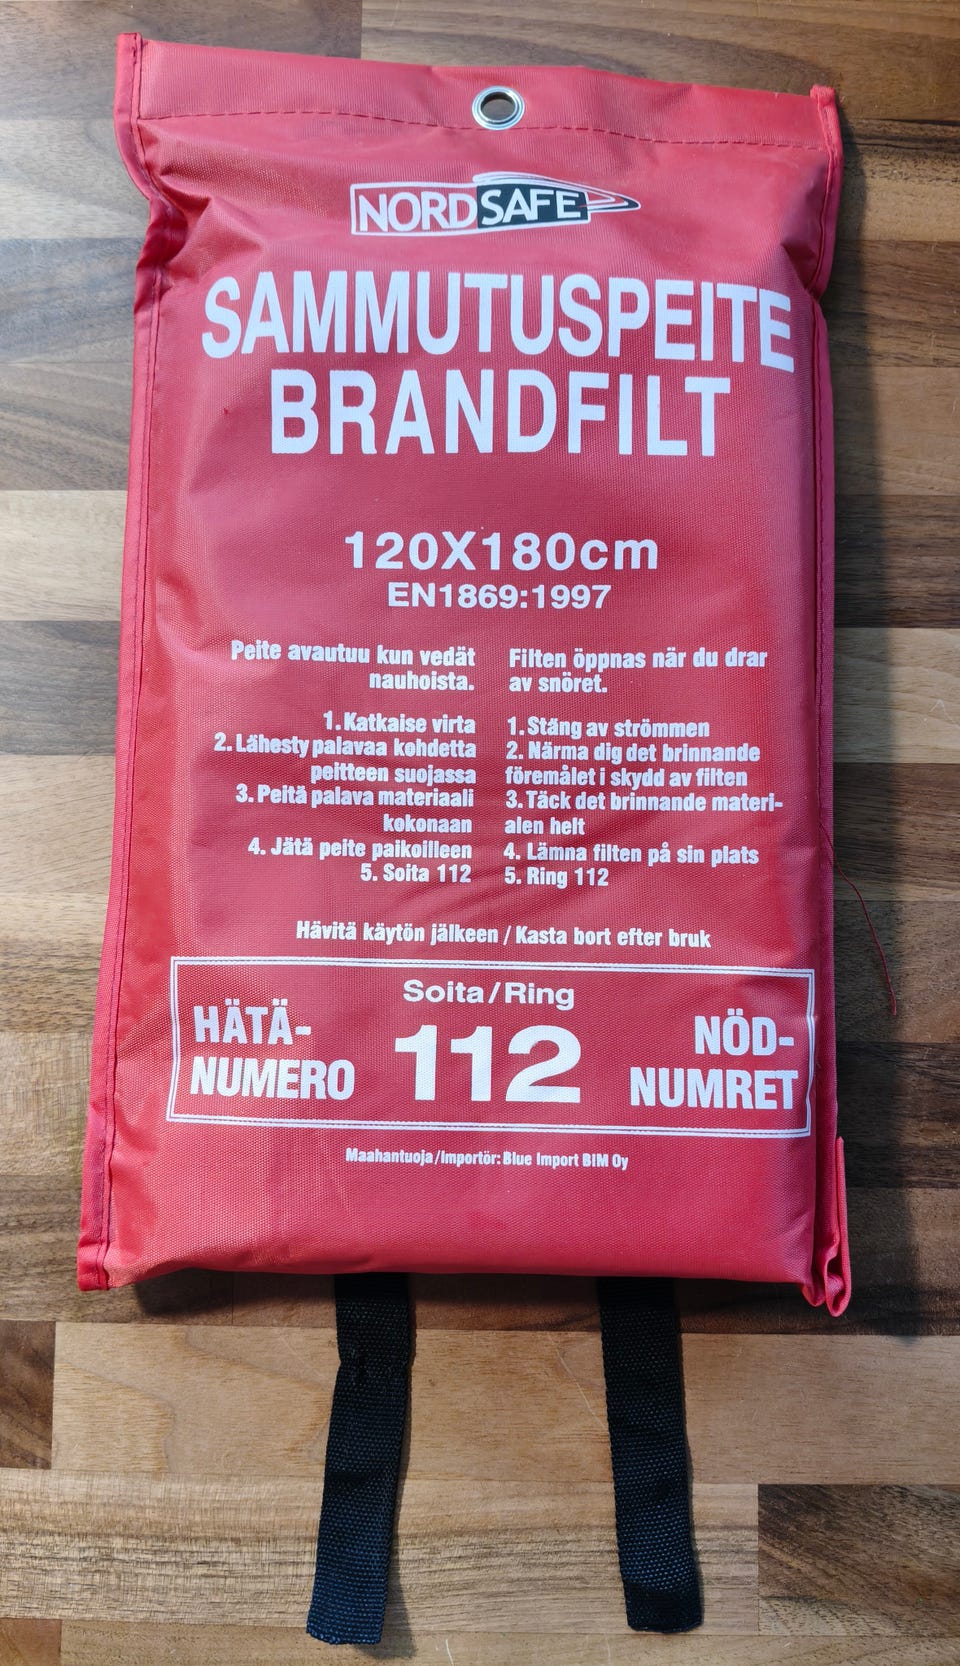 NORDSAFE
SAMMUTUSPEITE
BRANDFILT
120X180cm
EN1869:1997
Peite avautuu kun vedät
nauhoista.
1. Katkaise virta
2. Lähesty palavaa kohdetta
peitteen suojassa
3. Peitä palava materiaali
kokonaan
4. Jätä peite paikoilleen
5. Soita 112
Filten öppnas när du drar
av snöret.
1. Stäng av strömmen
2. Närma dig det brinnande
föremålet i skydd av filten
3. Täck det brinnande materi-
alen helt
4. Lämna filten på sin plats
5. Ring 112
Hävitä käytön jälkeen / Kasta bort efter bruk
HÄTÄ-
NUMERO
Soita/Ring
112
NÖD-
NUMRET
Maahantuoja/Importör: Blue Import BIM Oy